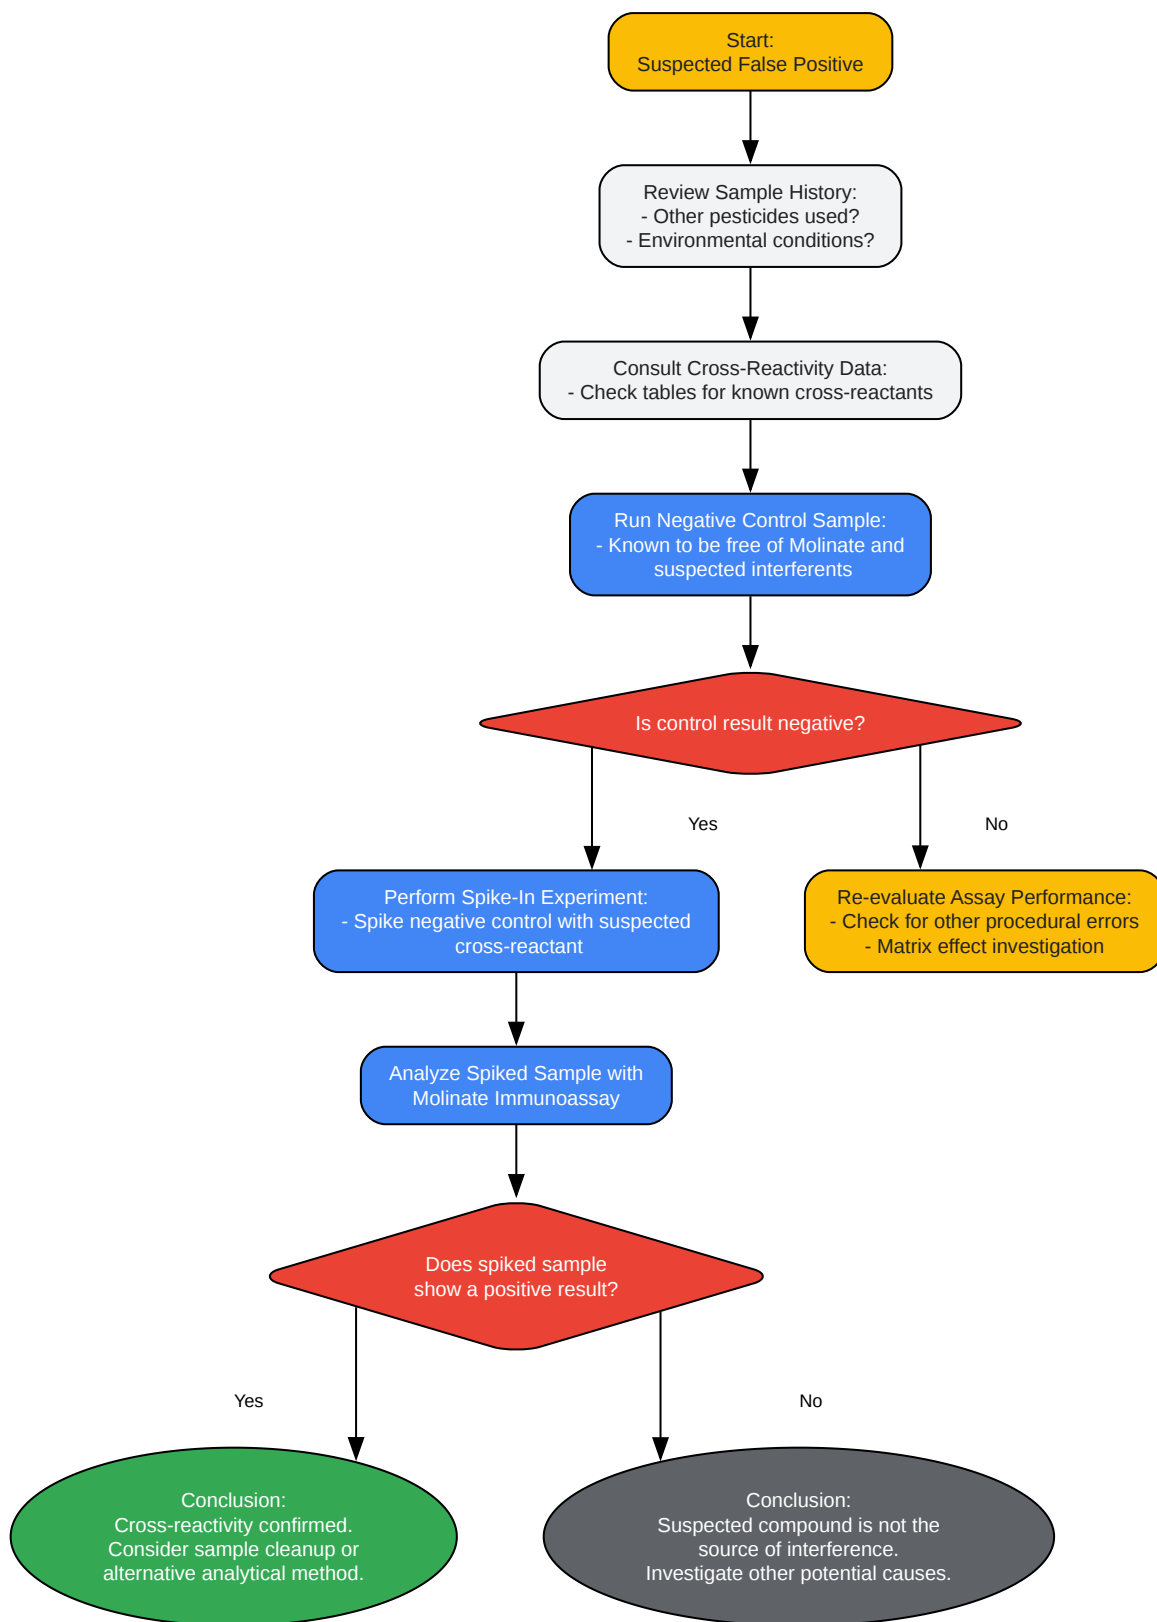 Start:
Suspected False Positive
Review Sample History:
- Other pesticides used?
- Environmental conditions?
Consult Cross-Reactivity Data:
- Check tables for known cross-reactants
Run Negative Control Sample:
- Known to be free of Molinate and
suspected interferents
Is control result negative?
Yes
No
Perform Spike-In Experiment:
- Spike negative control with suspected
cross-reactant
Re-evaluate Assay Performance:
- Check for other procedural errors
- Matrix effect investigation
Analyze Spiked Sample with
Molinate Immunoassay
Does spiked sample
show a positive result?
Yes
No
Conclusion:
Cross-reactivity confirmed.
Consider sample cleanup or
alternative analytical method.
Conclusion:
Suspected compound is not the
source of interference.
Investigate other potential causes.